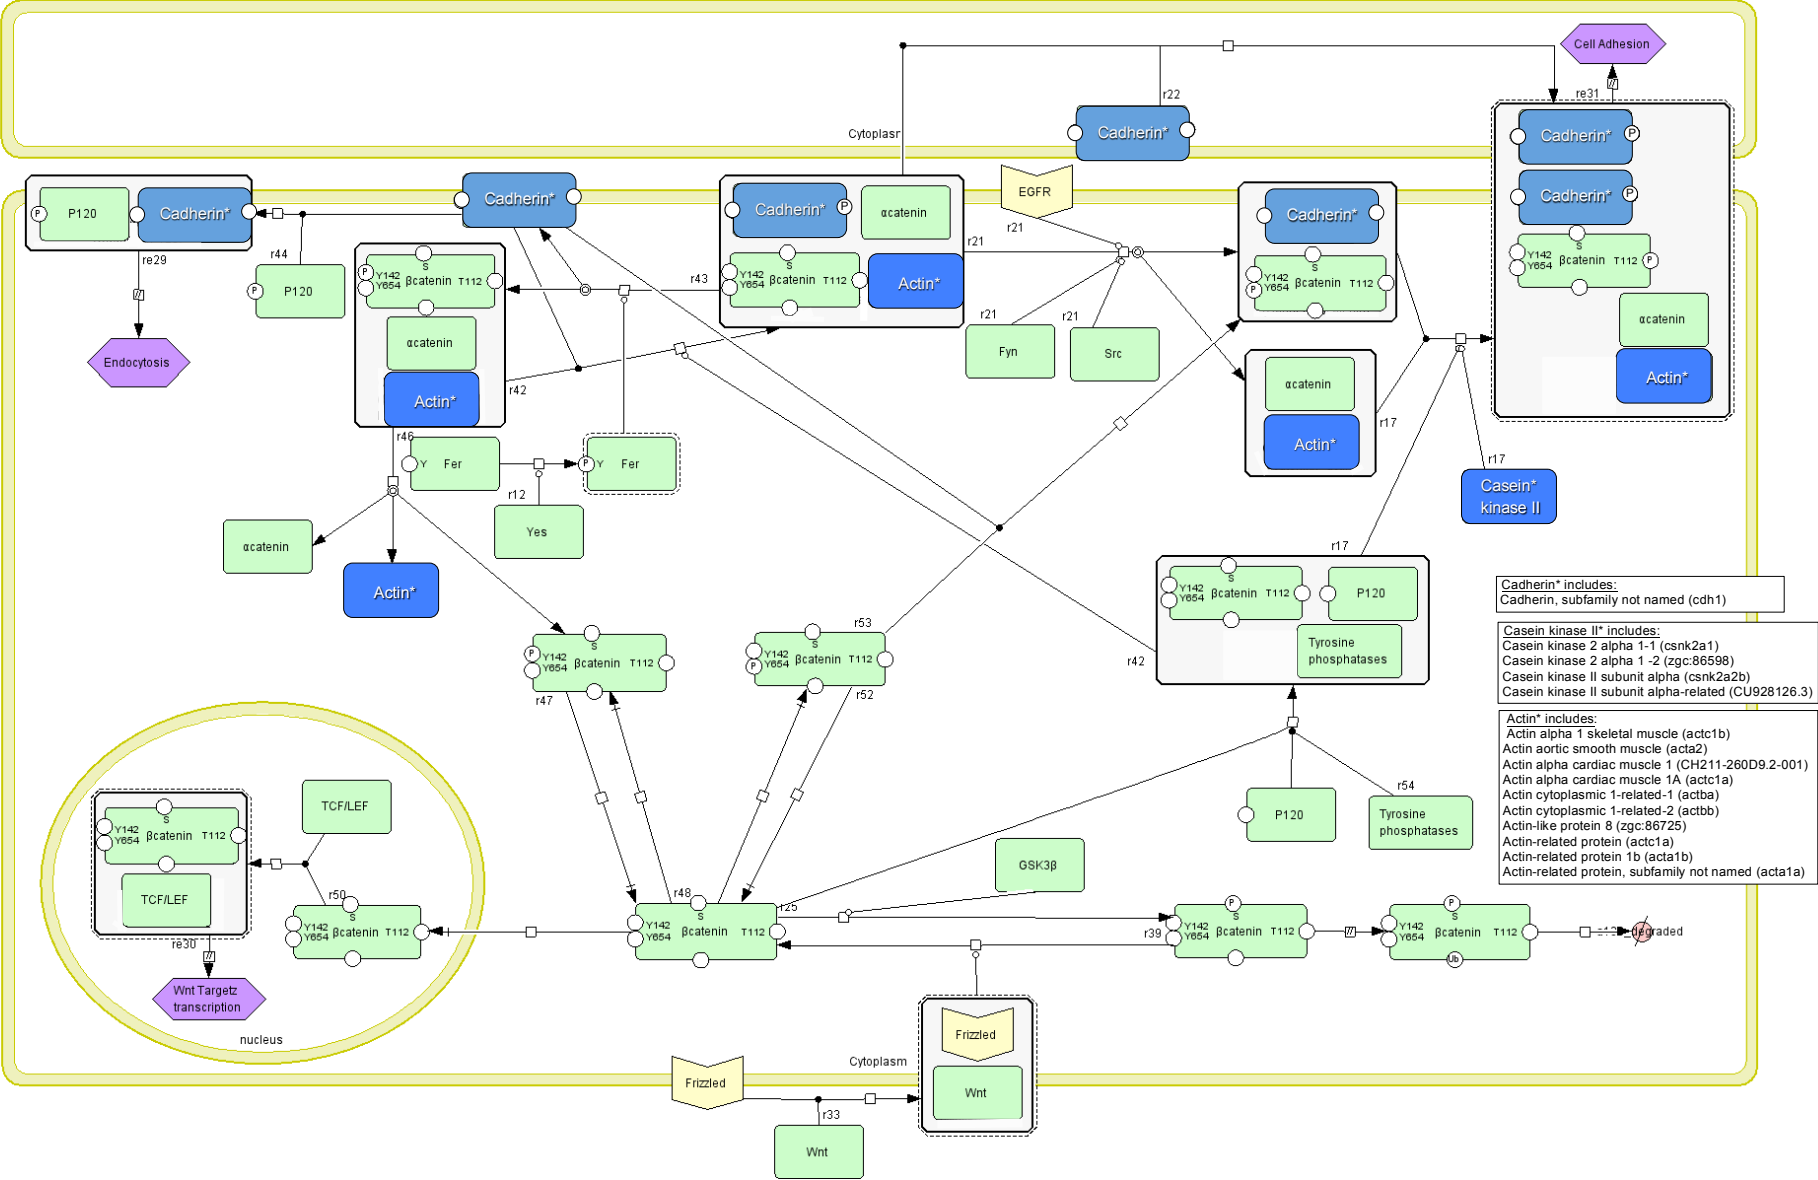 Cell Adhesion
re31
r22
Cadherin*
Cytoplasr
Cadherin* P
Cadherin* P
S
Y142
Y654 βcatenin T112 P
αcatenin
Actin*
P P120 Cadherin*
re29
Endocytosis
r44
P P120
Cadherin*
S
P Y142
Y654 βcatenin T112
αcatenin
Actin*
r43
r42
r46
Cadherin* P αcatenin
S
Y142
Y654 βcatenin T112
Actin*
EGFR
r21
r21
r21
Fyn
r21
Src
Cadherin*
S
Y142
P Y654 βcatenin T112
αcatenin
Actin*
r17
r17
Casein*
kinase II
r17
Y Fer
P Y Fer
r12
Yes
αcatenin
Actin*
S
Y142
Y654 βcatenin T112
P120
Tyrosine
phosphatases
r42
Cadherin* includes:
Cadherin, subfamily not named (cdh1)
Casein kinase II* includes:
Casein kinase 2 alpha 1-1 (csnk2a1)
Casein kinase 2 alpha 1 -2 (zgc:86598)
Casein kinase II subunit alpha (csnk2a2b)
Casein kinase II subunit alpha-related (CU928126.3)
Actin* includes:
Actin alpha 1 skeletal muscle (actc1b)
Actin aortic smooth muscle (acta2)
Actin alpha cardiac muscle 1 (CH211-260D9.2-001)
Actin alpha cardiac muscle 1A (actc1a)
Actin cytoplasmic 1-related-1 (actba)
Actin cytoplasmic 1-related-2 (actbb)
Actin-like protein 8 (zgc:86725)
Actin-related protein (actc1a)
Actin-related protein 1b (acta1b)
Actin-related protein, subfamily not named (acta1a)
S
P Y142
Y654 βcatenin T112
r47
r53
S
Y142
P Y654 βcatenin T112
r52
P120
r54
Tyrosine
phosphatases
GSK3β
TCF/LEF
S
Y142
Y654 βcatenin T112
TCF/LEF
re30
Wnt Targetz
transcription
r50
S
Y142
Y654 βcatenin T112
nucleus
r48
r25
S
Y142
Y654 βcatenin T112
r39
P
S
Y142
Y654 βcatenin T112
P
S
Y142
Y654 βcatenin T112
Ub
degraded
Frizzled
Wnt
Cytoplasm
Frizzled
r33
Wnt